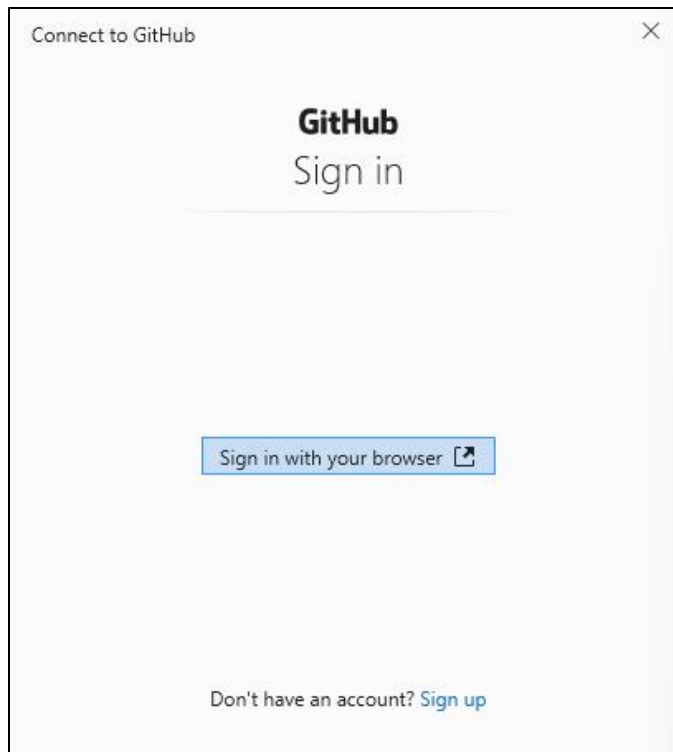 Connect to GitHub
GitHub
Sign in
Sign in with your browser
Don't have an account? Sign up